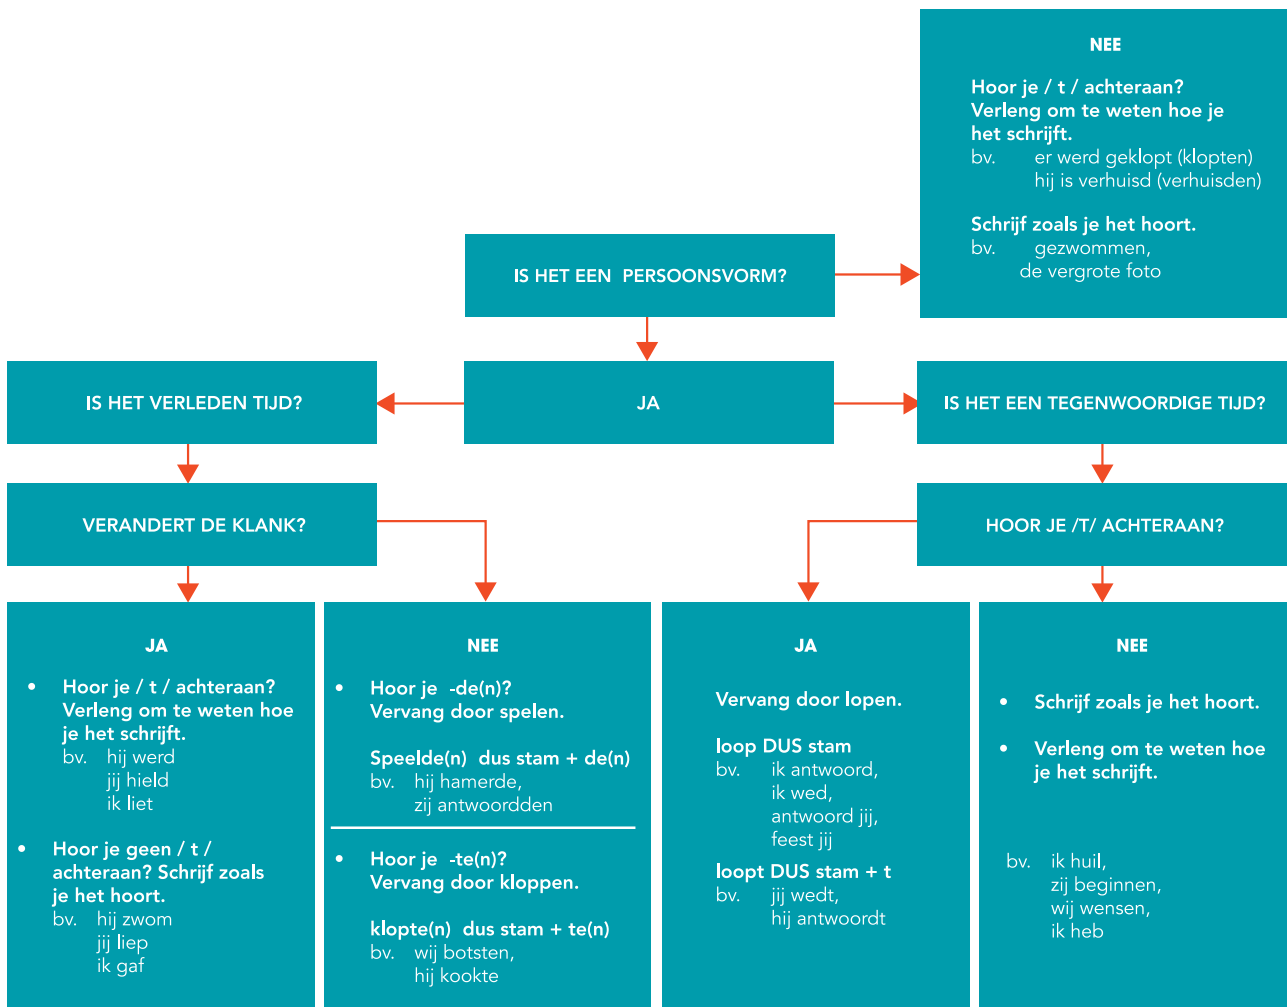 NEE
Hoor je / t / achteraan?
Verleng om te weten hoe je
het schrijft.
bv. er werd geklopt (klopten)
hij is verhuisd (verhuisden)
Schrijf zoals je het hoort.
bv. gezwommen,
de vergrote foto
IS HET EEN PERSOONSVORM?
IS HET VERLEDEN TIJD?
JA
IS HET EEN TEGENWOORDIGE TIJD?
VERANDERT DE KLANK?
HOOR JE /T/ ACHTERAAN?
JA
• Hoor je / t / achteraan?
Verleng om te weten hoe
je het schrijft.
bv. hij werd
jij hield
ik liet
• Hoor je geen / t /
achteraan? Schrijf zoals
je het hoort.
bv. hij zwom
jij liep
ik gaf
NEE
• Hoor je -de(n)?
Vervang door spelen.
Speelde(n) dus stam + de(n)
bv. hij hamerde,
zij antwoordden
• Hoor je -te(n)?
Vervang door kloppen.
klopte(n) dus stam + te(n)
bv. wij botsten,
hij kookte
JA
Vervang door lopen.
loop DUS stam
bv. ik antwoord,
ik wed,
antwoord jij,
feest jij
loopt DUS stam + t
bv. jij wedt,
hij antwoordt
NEE
• Schrijf zoals je het hoort.
• Verleng om te weten hoe
je het schrijft.
bv. ik huil,
zij beginnen,
wij wensen,
ik heb